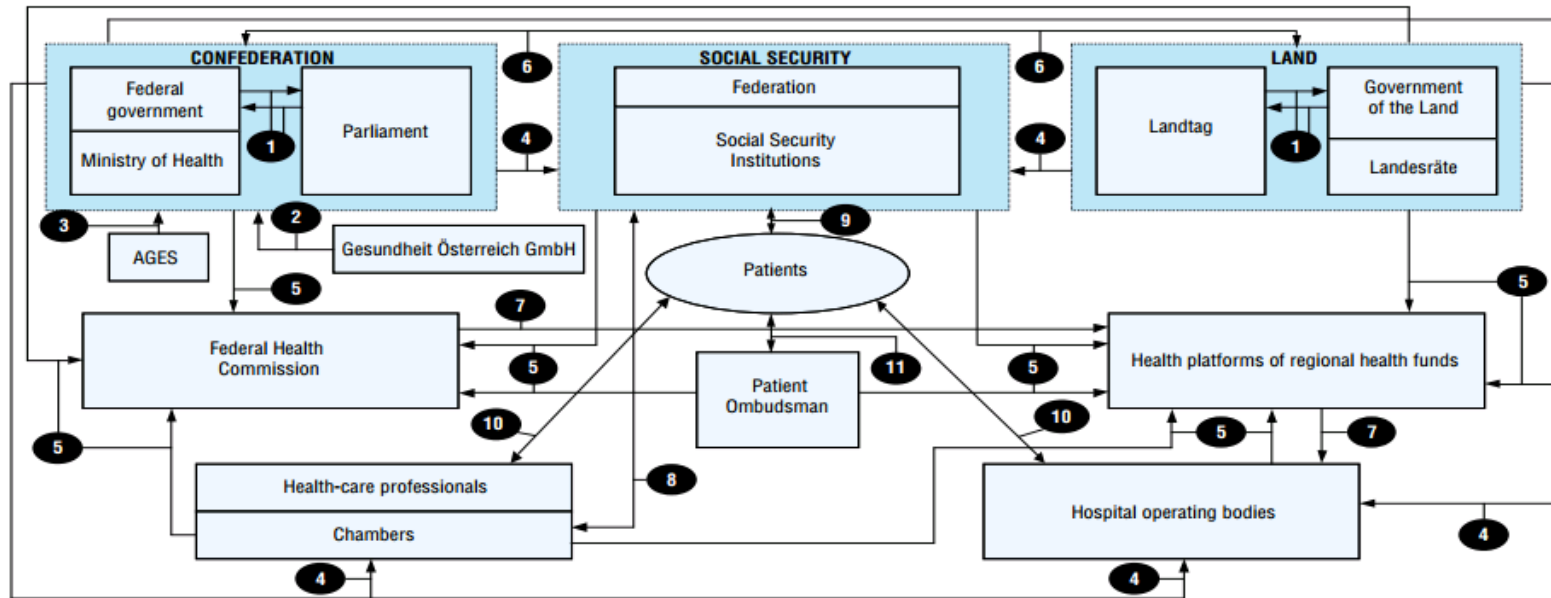 CONFEDERATION
SOCIAL SECURITY
LAND
6
6
Federal
government
Ministry of Health
1
Parliament
4
Federation
Social Security
Institutions
4
Landtag
1
Government
of the Land
Landesräte
3
2
9
AGES
Gesundheit Österreich GmbH
Patients
5
5
7
Federal Health
Commission
5
11
5
Health platforms of regional health funds
Patient
Ombudsman
10
10
5
5
7
8
Health-care professionals
Chambers
Hospital operating bodies
4
4
4